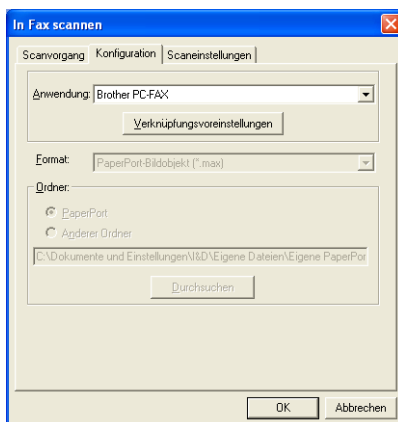 In Fax scannen
Scanvorgang Konfiguration Scaneinstellungen
Anwendung: Brother PC-FAX
Verknüpfungsvoreinstellungen
Format: PaperPort-Bildobjekt (*.max)
Ordner:
PaperPort
Anderer Ordner
C:\Dokumente und Einstellungen\I&D\Eigene Dateien\Eigene PaperPor
Durchsuchen
OK Abbrechen